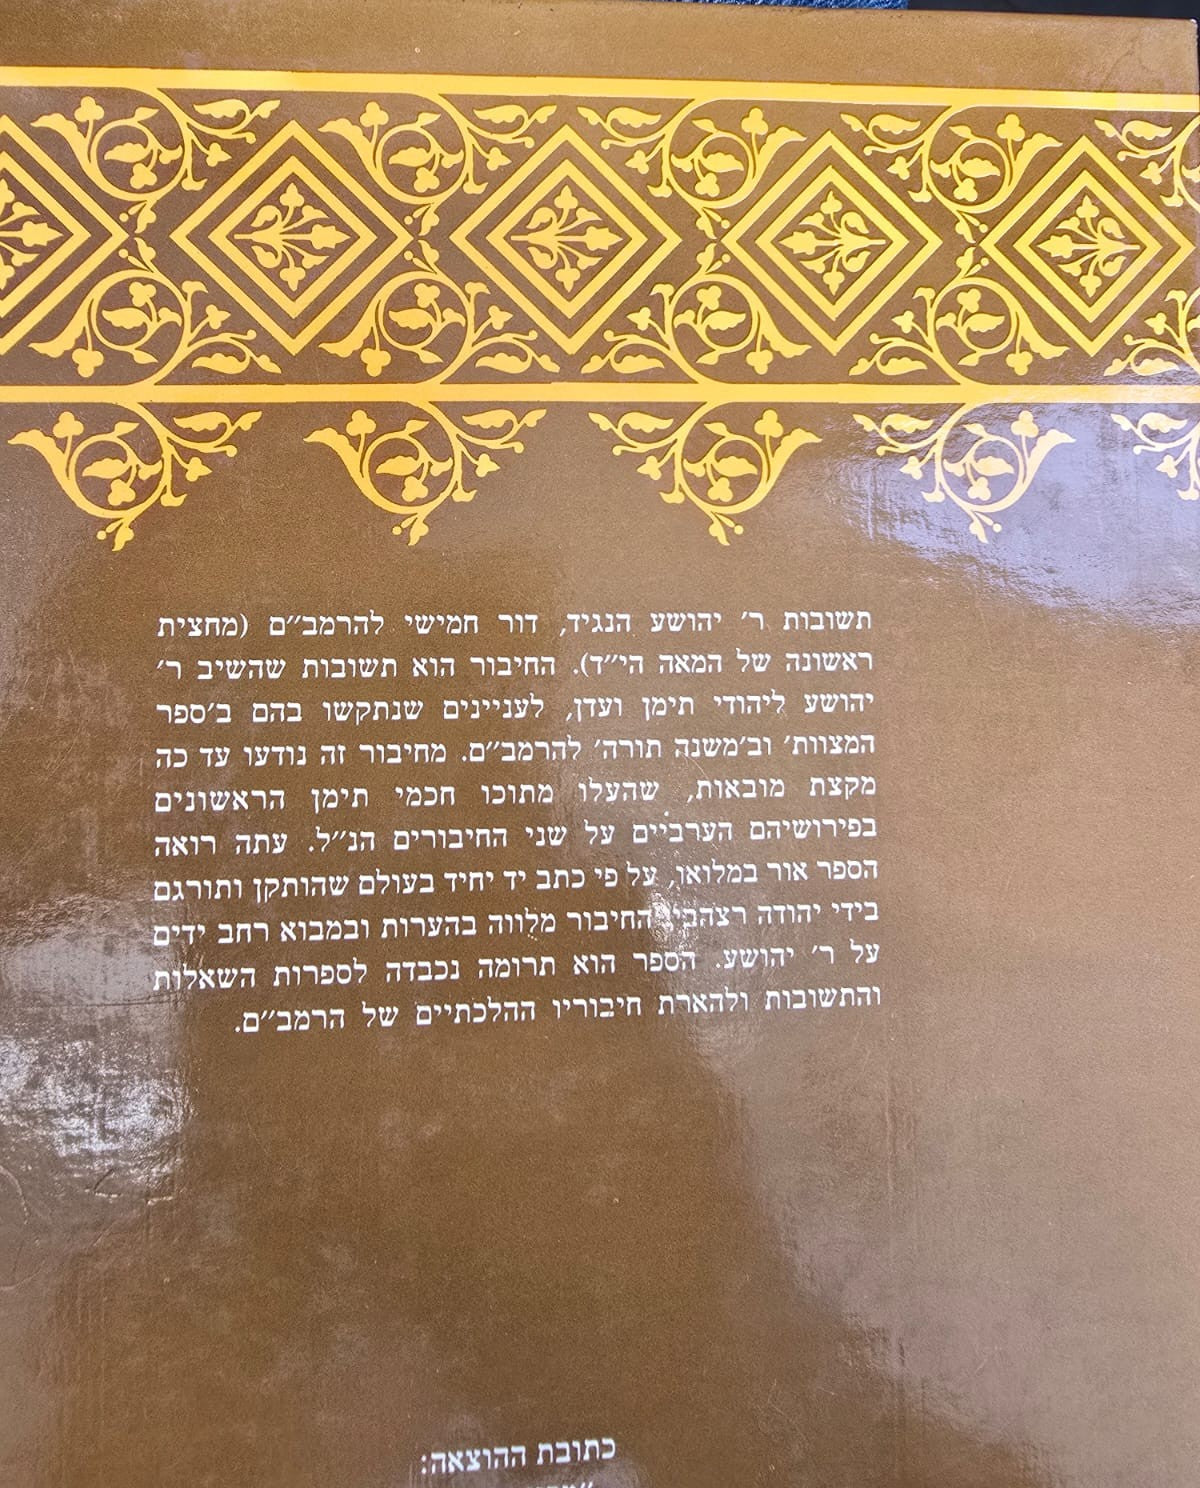 תשובות ר׳ יהושע הנגיד, דור חמישי להרמב״ם (מחצית
ראשונה של המאה הי״ד). החיבור הוא תשובות שהשיב ר׳
יהושע ליהודי תימן ועדן, לעניינים שנתקשו בהם ב׳ספר
המצוות׳ וב׳משנה תורה׳ להרמב״ם. מחיבור זה נודעו עד כה
מקצת מובאות, שהעלו מתוכו חכמי תימן הראשונים
בפירושיהם הערביים על שני החיבורים הנ״ל. עתה רואה
הספר אור במלואו, על פי כתב יד יחיד בעולם שהותקן ותורגם
בידי יהודה רצהבי. החיבור מלווה בהערות ובמבוא רחב ידים
על ר׳ יהושע. הספר הוא תרומה נכבדה לספרות השאלות
והתשובות ולהארת חיבוריו ההלכתיים של הרמב״ם.
כתובת ההוצאה: